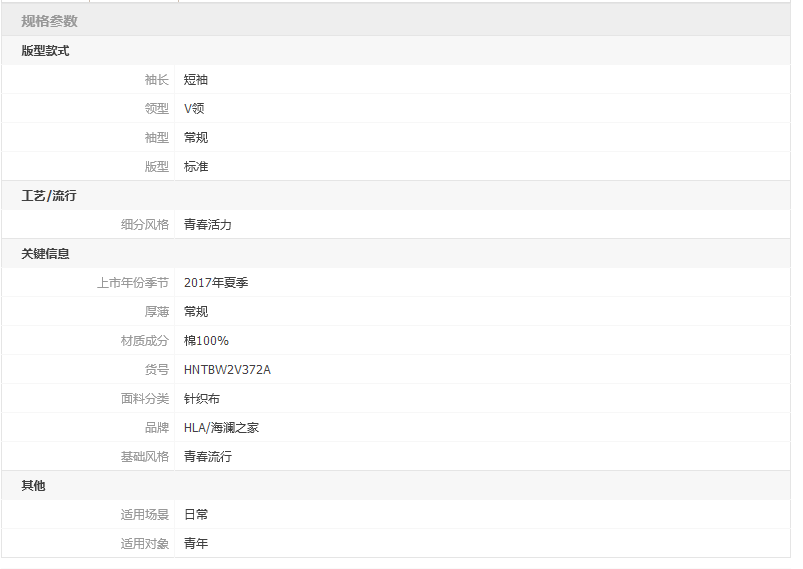 规格参数
版型款式
袖长 短袖
领型 V领
袖型 常规
版型 标准
工艺/流行
细分风格 青春活力
关键信息
上市年份季节 2017年夏季
厚薄 常规
材质成分 棉100%
货号 HNTBW2V372A
面料分类 针织布
品牌 HLA/海澜之家
基础风格 青春流行
其他
适用场景 日常
适用对象 青年